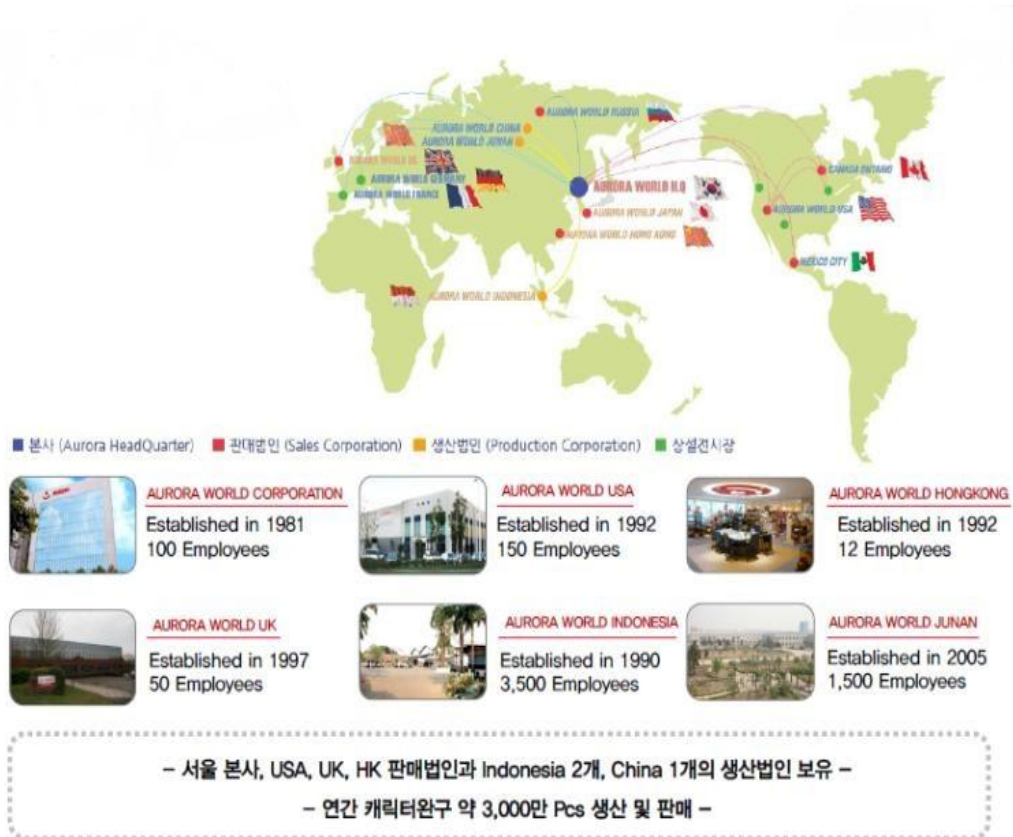 AURORA WORLD RUSSIA
AURORA WORLD CHINA
AURORA WORLD JUNAN
AURORA WORLD UK
AURORA WORLD GERMANY
AURORA WORLD FRANCE
AURORA WORLD H.Q
AURORA WORLD JAPAN
AURORA WORLD HONG KONG
AURORA WORLD INDONESIA
CANADA ONTARIO
AURORA WORLD USA
MEXICO CITY
본사 (Aurora HeadQuarter) 판매법인 (Sales Corporation) 생산법인 (Production Corporation) 상설전시장
AURORA WORLD CORPORATION
Established in 1981
100 Employees
AURORA WORLD USA
Established in 1992
150 Employees
AURORA WORLD HONGKONG
Established in 1992
12 Employees
AURORA WORLD UK
Established in 1997
50 Employees
AURORA WORLD INDONESIA
Established in 1990
3,500 Employees
AURORA WORLD JUNAN
Established in 2005
1,500 Employees
– 서울 본사, USA, UK, HK 판매법인과 Indonesia 2개, China 1개의 생산법인 보유 –
– 연간 캐릭터완구 약 3,000만 Pcs 생산 및 판매 –